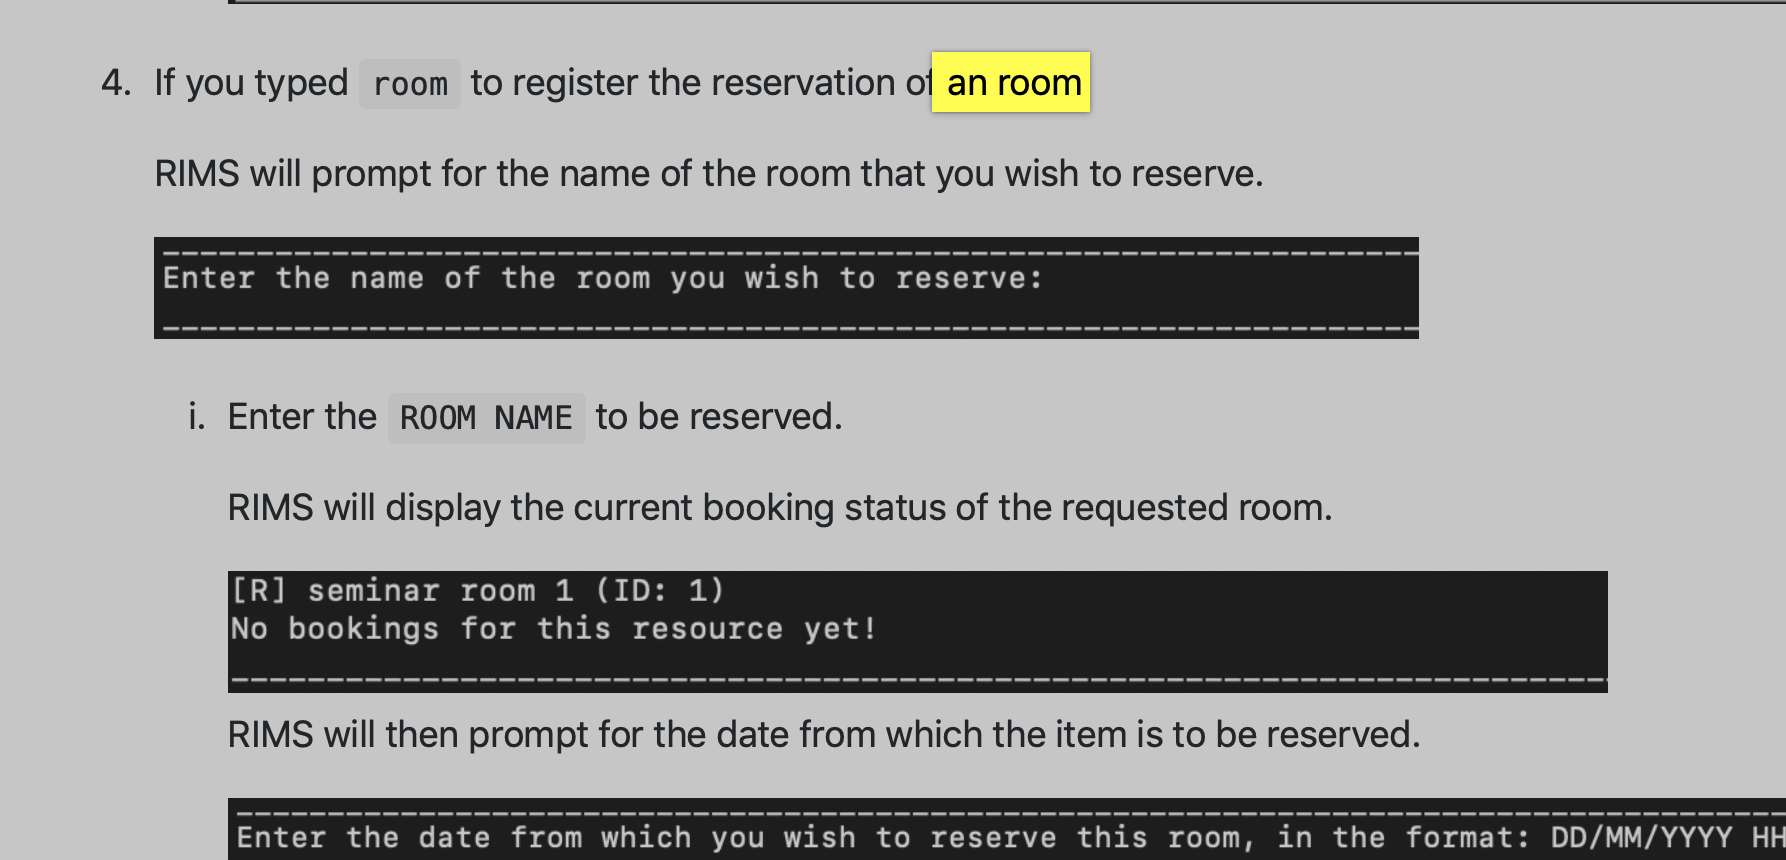 4. If you typed room to register the reservation of an room
RIMS will prompt for the name of the room that you wish to reserve.
Enter the name of the room you wish to reserve:
i. Enter the ROOM NAME to be reserved.
RIMS will display the current booking status of the requested room.
[R] seminar room 1 (ID: 1)
No bookings for this resource yet!
RIMS will then prompt for the date from which the item is to be reserved.
Enter the date from which you wish to reserve this room, in the format: DD/MM/YYYY HH